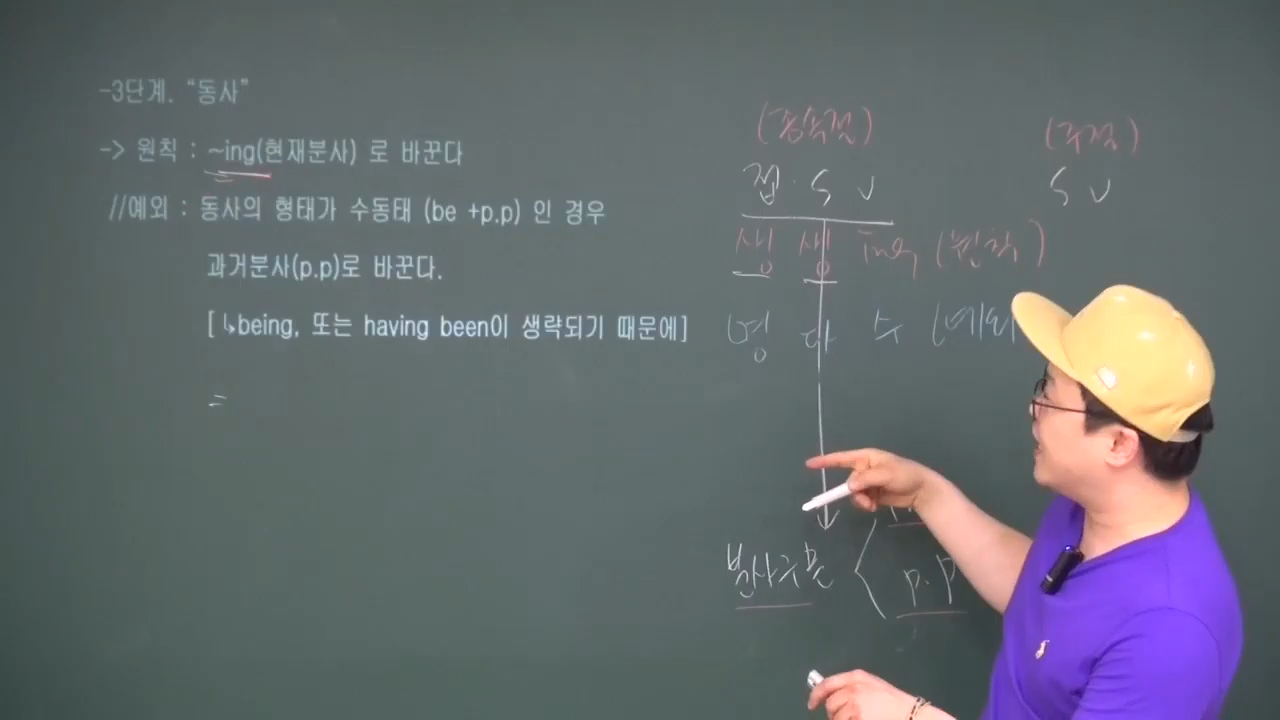 -3단계. “동사”
-> 원칙 : ~ing(현재분사) 로 바꾼다
//예외 : 동사의 형태가 수동태 (be +p.p) 인 경우
과거분사(p.p)로 바꾼다.
[ ↳being, 또는 having been이 생략되기 때문에]
=
(종속절) (주절)
접 · S V S V
생 생 ing (원칙)
명 다 수 (예외
분사구문 < p.p